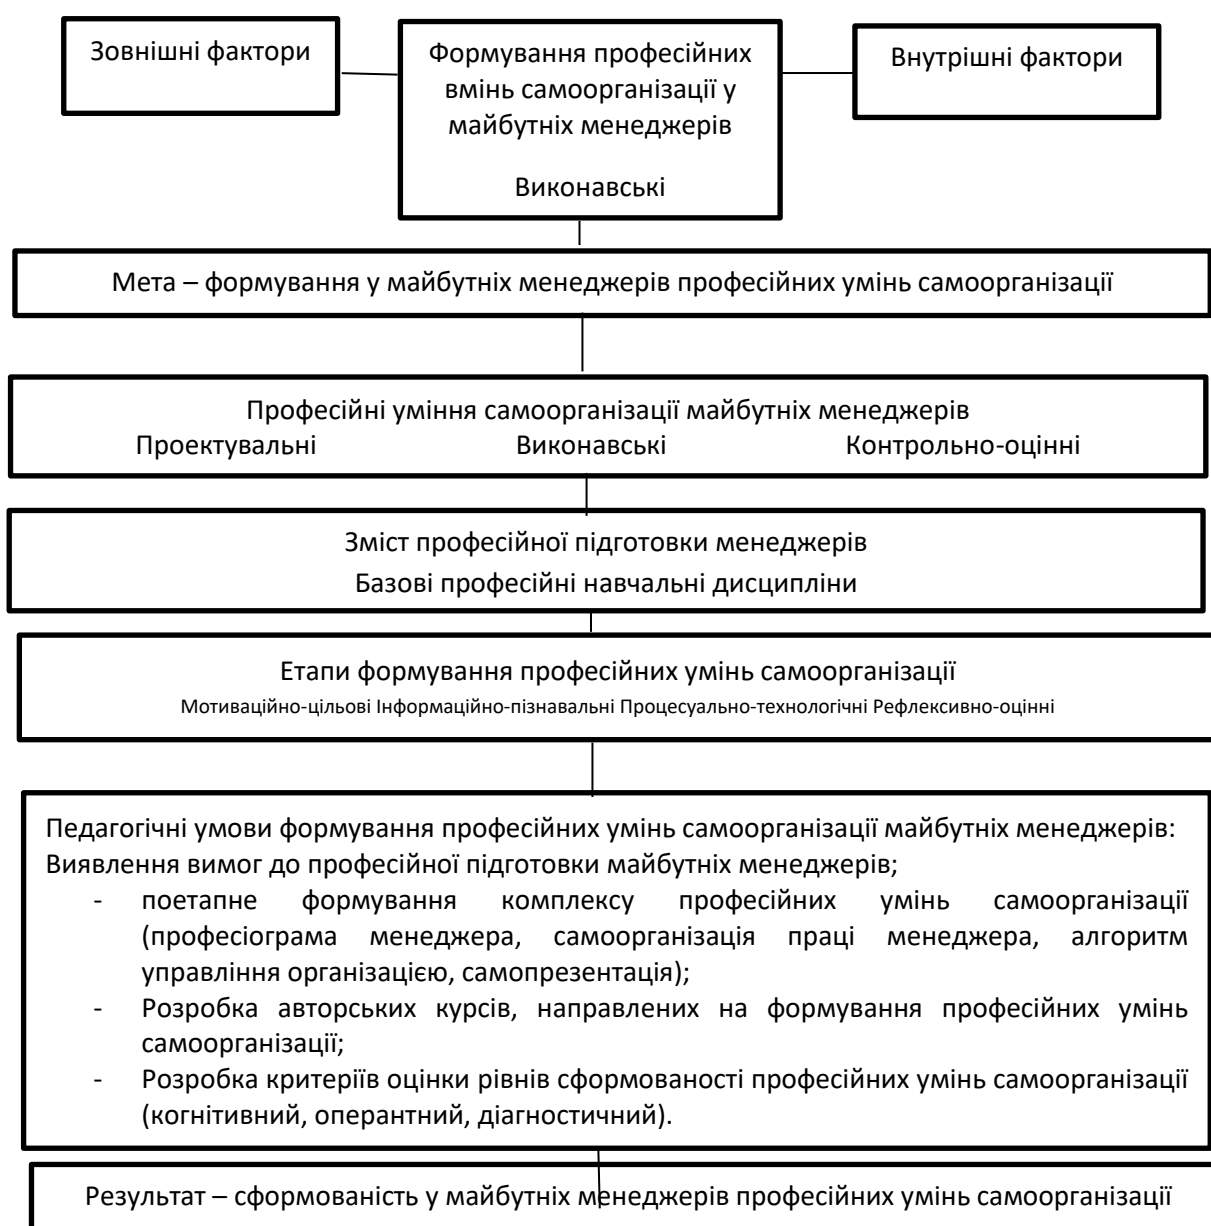 Зовнішні фактори
Формування професійних
вмінь самоорганізації у
майбутніх менеджерів
Виконавські
Внутрішні фактори
Мета – формування у майбутніх менеджерів професійних умінь самоорганізації
Професійні уміння самоорганізації майбутніх менеджерів
Проектувальні Виконавські Контрольно-оцінні
Зміст професійної підготовки менеджерів
Базові професійні навчальні дисципліни
Етапи формування професійних умінь самоорганізації
Мотиваційно-цільові Інформаційно-пізнавальні Процесуально-технологічні Рефлексивно-оцінні
Педагогічні умови формування професійних умінь самоорганізації майбутніх менеджерів:
Виявлення вимог до професійної підготовки майбутніх менеджерів;
- поетапне формування комплексу професійних умінь самоорганізації
(професіограма менеджера, самоорганізація праці менеджера, алгоритм
управління організацією, самопрезентація);
- Розробка авторських курсів, направлених на формування професійних умінь
самоорганізації;
- Розробка критеріїв оцінки рівнів сформованості професійних умінь самоорганізації
(когнітивний, оперантний, діагностичний).
Результат – сформованість у майбутніх менеджерів професійних умінь самоорганізації